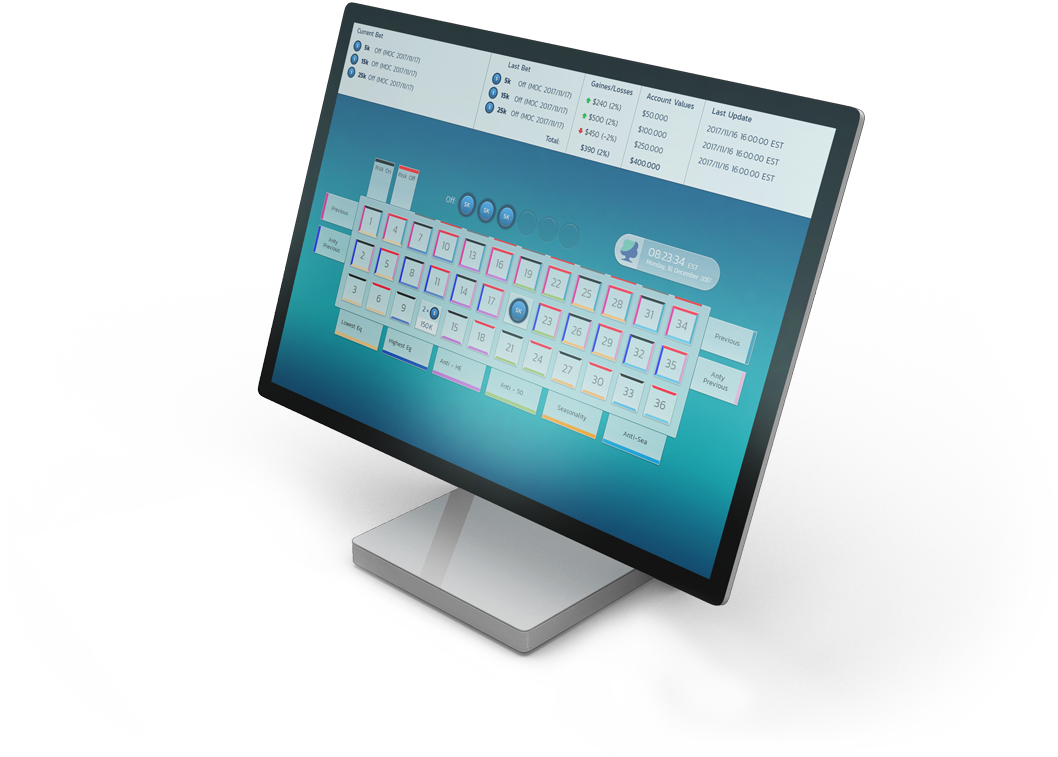 Current Bet
5k Off (MOC 2017/11/17)
15k Off (MOC 2017/11/17)
25k Off (MOC 2017/11/17)
Last Bet
5k Off (MOC 2017/11/17)
15k Off (MOC 2017/11/17)
25k Off (MOC 2017/11/17)
Total:
Gaines/Losses
$240 (2%)
$500 (2%)
$450 (-2%)
$390 (2%)
Account Values
$50.000
$100.000
$250.000
$400.000
Last Update
2017/11/16 16:00:00 EST
2017/11/16 16:00:00 EST
2017/11/16 16:00:00 EST
Risk On
Risk Off
Off:
5K
5K
5K
08:23:34 EST
Previous
1 4 7 10 13 16 19 22 25 28 31 34
Previous
Anty
Previous
2 5 8 11 14 17 5K 23 26 29 32 35
Anty
Previous
3 6 9
150K
15 18 21 24 27 30 33 36
Lowest Eq
Highest Eq
Anti - HE
Anti - 50
Seasonality
Anti-Sea